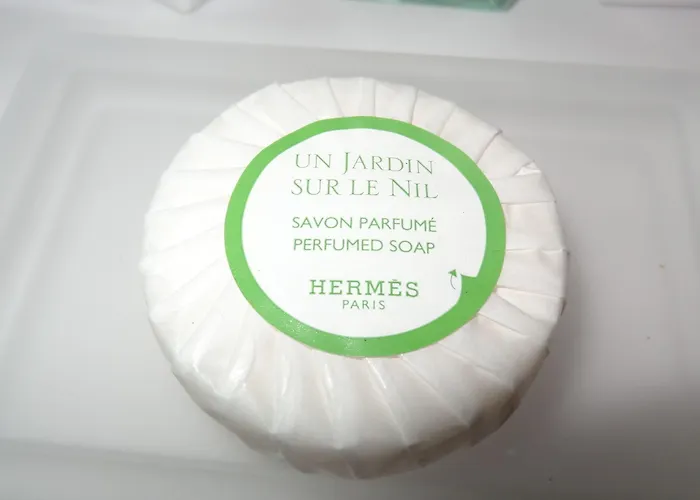 UN JARDIN
SUR LE NIL
SAVON PARFUMÉ
PERFUMED SOAP
HERMÈS
PARIS